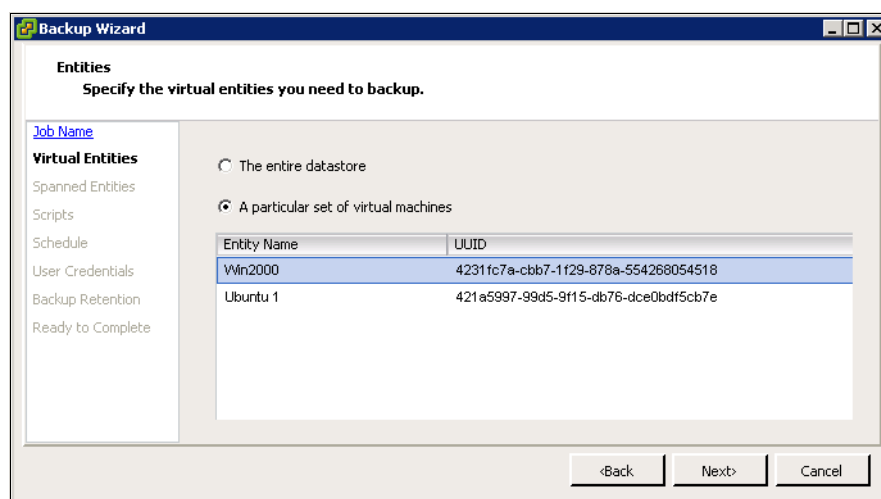 Backup Wizard
Entities
Specify the virtual entities you need to backup.
Job Name
Virtual Entities
Spanned Entities
Scripts
Schedule
User Credentials
Backup Retention
Ready to Complete
The entire datastore
A particular set of virtual machines
Entity Name UUID
Win2000 4231fc7a-cbb7-1f29-878a-554268054518
Ubuntu 1 421a5997-99d5-9f15-db76-dce0bdf5cb7e
<Back Next> Cancel